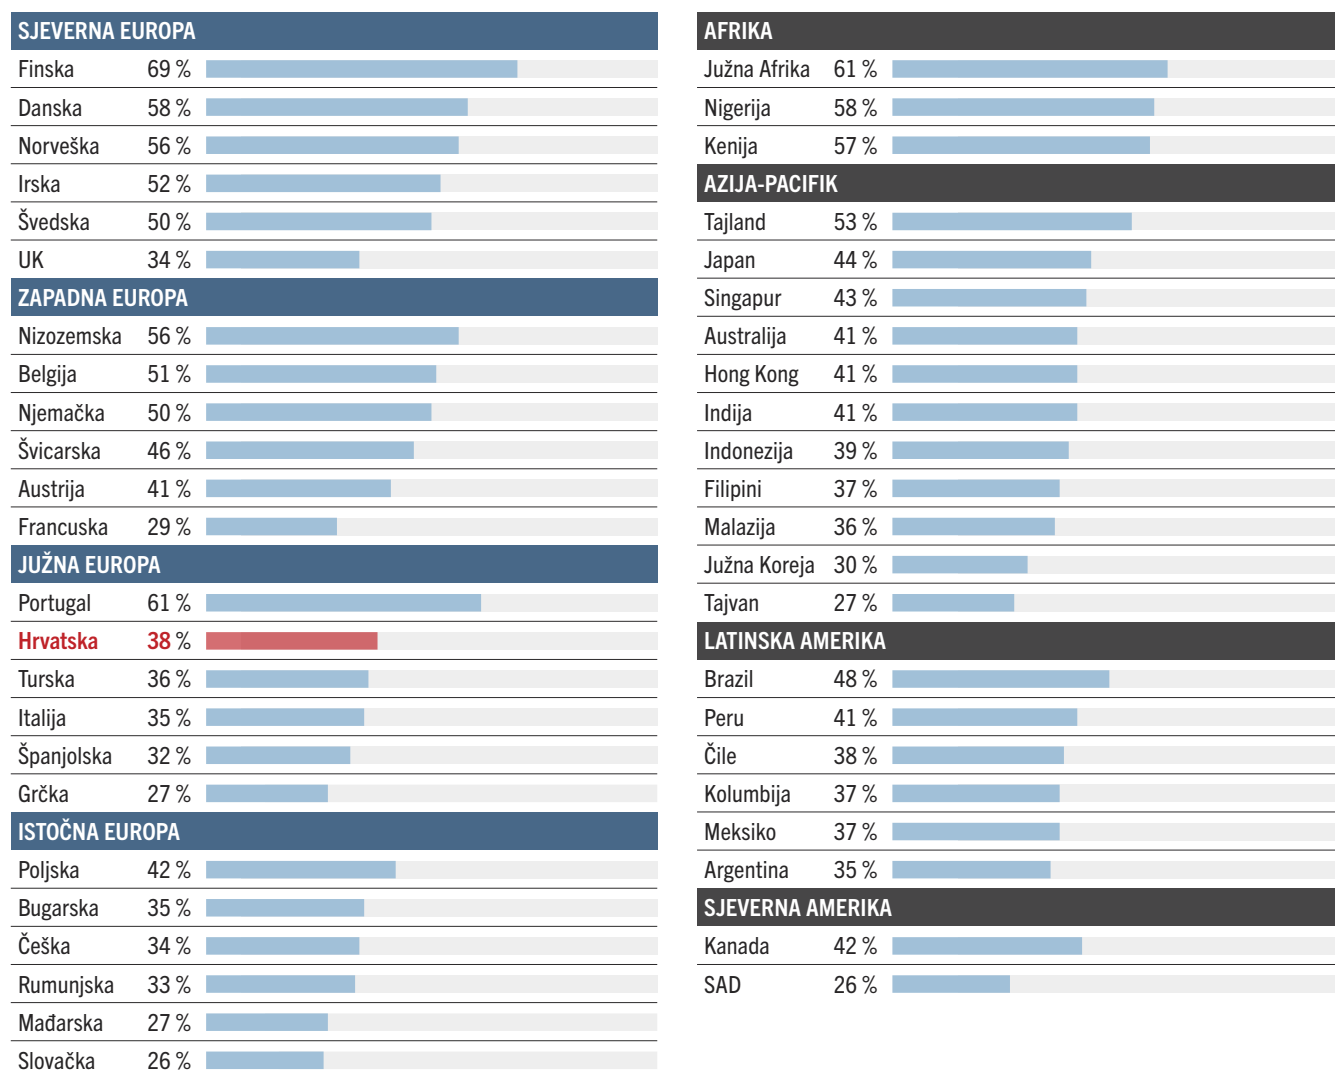 SJEVERNA EUROPA
Finska 69 %
Danska 58 %
Norveška 56 %
Irska 52 %
Švedska 50 %
UK 34 %
ZAPADNA EUROPA
Nizozemska 56 %
Belgija 51 %
Njemačka 50 %
Švicarska 46 %
Austrija 41 %
Francuska 29 %
JUŽNA EUROPA
Portugal 61 %
Hrvatska 38 %
Turska 36 %
Italija 35 %
Španjolska 32 %
Grčka 27 %
ISTOČNA EUROPA
Poljska 42 %
Bugarska 35 %
Češka 34 %
Rumunjska 33 %
Mađarska 27 %
Slovačka 26 %
AFRIKA
Južna Afrika 61 %
Nigerija 58 %
Kenija 57 %
AZIJA-PACIFIK
Tajland 53 %
Japan 44 %
Singapur 43 %
Australija 41 %
Hong Kong 41 %
Indija 41 %
Indonezija 39 %
Filipini 37 %
Malazija 36 %
Južna Koreja 30 %
Tajvan 27 %
LATINSKA AMERIKA
Brazil 48 %
Peru 41 %
Čile 38 %
Kolumbija 37 %
Meksiko 37 %
Argentina 35 %
SJEVERNA AMERIKA
Kanada 42 %
SAD 26 %